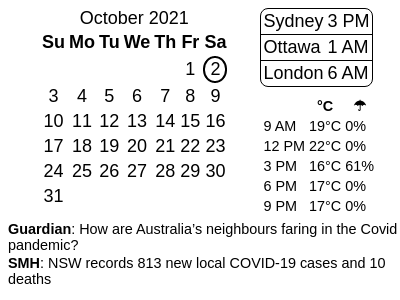 October 2021
Su Mo Tu We Th Fr Sa
1 2
3 4 5 6 7 8 9
10 11 12 13 14 15 16
17 18 19 20 21 22 23
24 25 26 27 28 29 30
31
Sydney 3 PM
Ottawa 1 AM
London 6 AM
°C ☂
9 AM 19°C 0%
12 PM 22°C 0%
3 PM 16°C 61%
6 PM 17°C 0%
9 PM 17°C 0%
Guardian: How are Australia’s neighbours faring in the Covid
pandemic?
SMH: NSW records 813 new local COVID-19 cases and 10
deaths